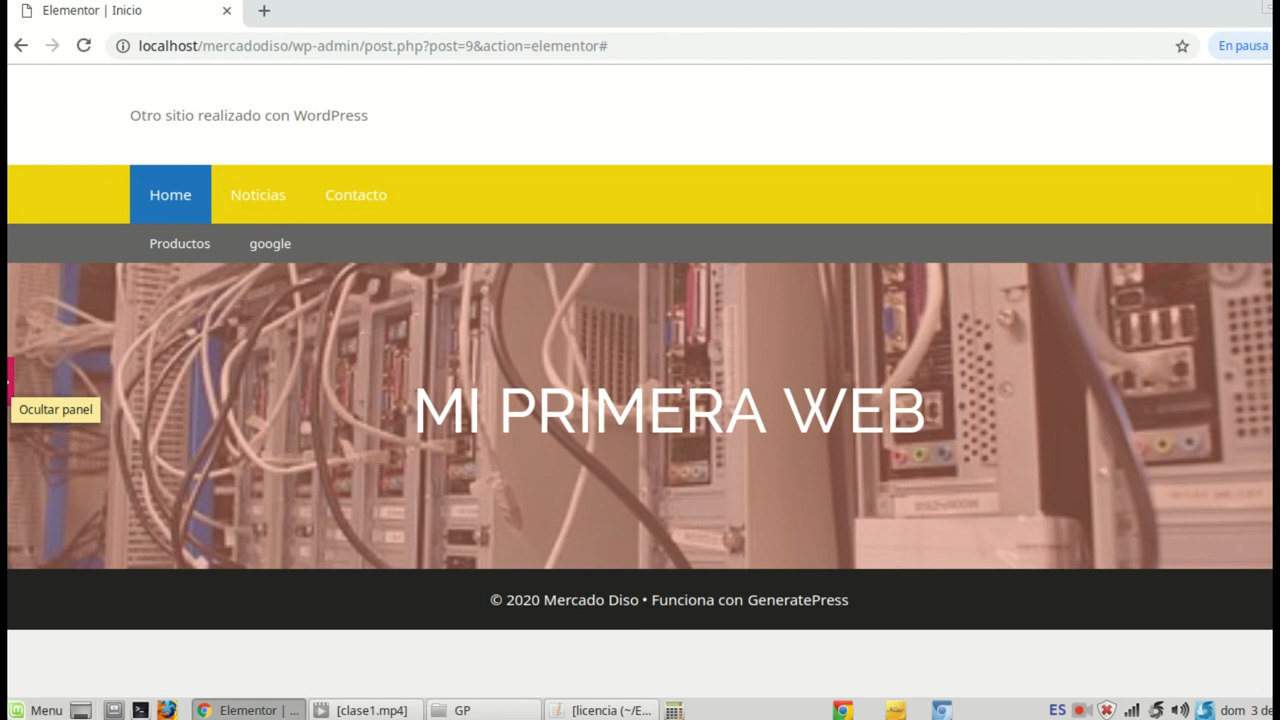 Elementor | Inicio
localhost/mercadodiso/wp-admin/post.php?post=9&action=elementor#
En pausa
Otro sitio realizado con WordPress
Home Noticias Contacto
Productos google
MI PRIMERA WEB
Ocultar panel
© 2020 Mercado Diso • Funciona con GeneratePress
Menu Elementor | ... [clase1.mp4] GP [licencia (~/E... ES dom 3 de